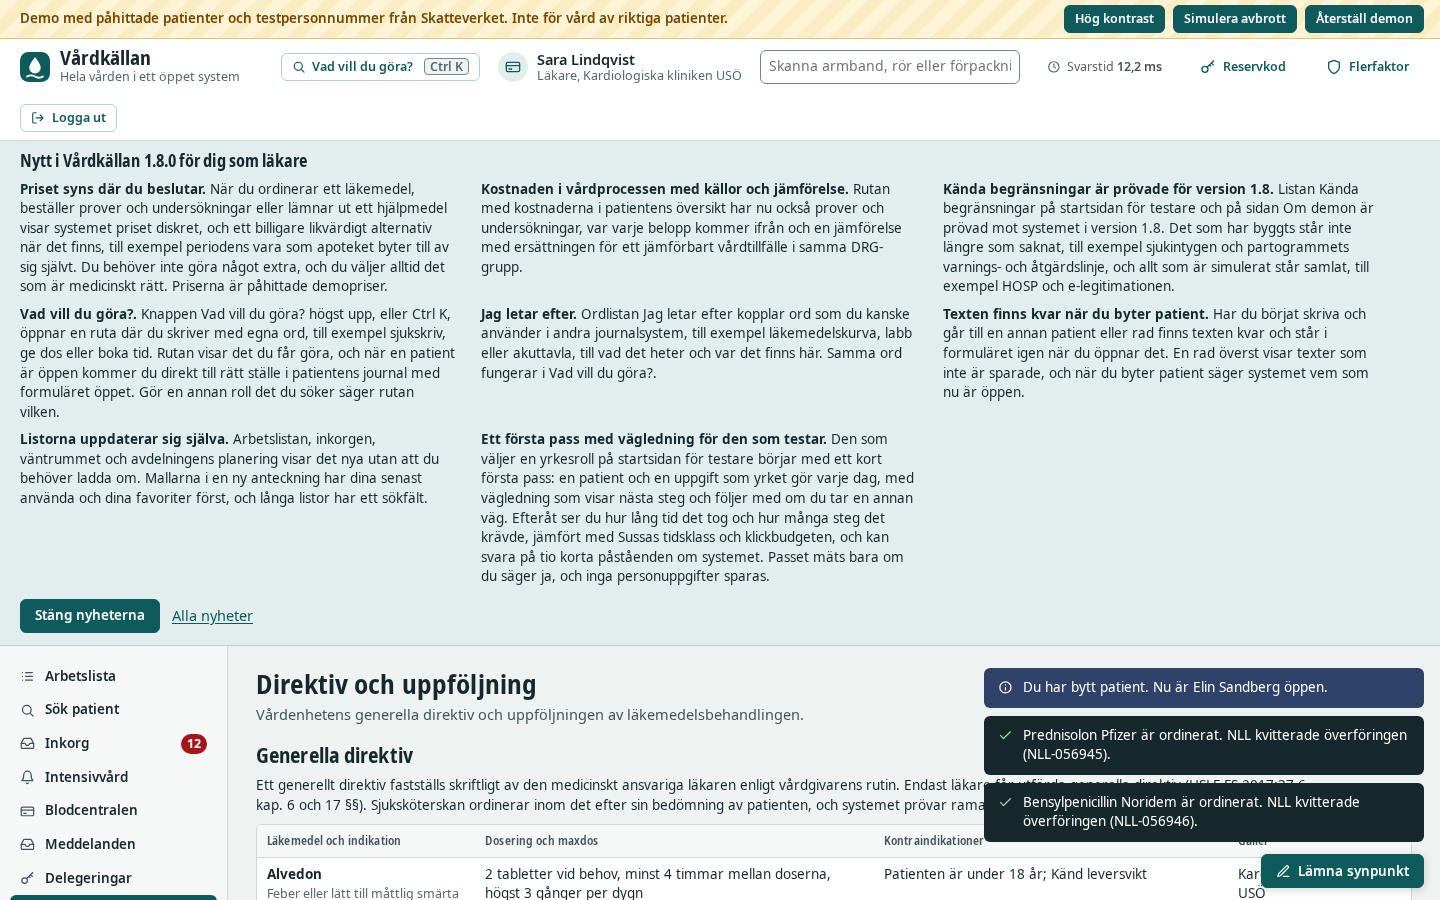 Demo med påhittade patienter och testpersonnummer från Skatteverket. Inte för vård av riktiga patienter.
Hög kontrast
Simulera avbrott
Återställ demon
Vårdkällan
Hela vården i ett öppet system
Vad vill du göra?
Ctrl K
Sara Lindqvist
Läkare, Kardiologiska kliniken USÖ
Skanna armband, rör eller förpackni
Svarstid 12,2 ms
Reservkod
Flerfaktor
Logga ut
Nytt i Vårdkällan 1.8.0 för dig som läkare
Priset syns där du beslutar. När du ordinerar ett läkemedel,
beställer prover och undersökningar eller lämnar ut ett hjälpmedel
visar systemet priset diskret, och ett billigare likvärdigt alternativ
när det finns, till exempel periodens vara som apoteket byter till av
sig självt. Du behöver inte göra något extra, och du väljer alltid det
som är medicinskt rätt. Priserna är påhittade demopriser.
Kostnaden i vårdprocessen med källor och jämförelse. Rutan
med kostnaderna i patientens översikt har nu också prover och
undersökningar, var varje belopp kommer ifrån och en jämförelse
med ersättningen för ett jämförbart vårdtillfälle i samma DRG-
grupp.
Kända begränsningar är prövade för version 1.8. Listan Kända
begränsningar på startsidan för testare och på sidan Om demon är
prövad mot systemet i version 1.8. Det som har byggts står inte
längre som saknat, till exempel sjukintygen och partogrammets
varnings- och åtgärdslinje, och allt som är simulerat står samlat, till
exempel HOSP och e-legitimationen.
Vad vill du göra?. Knappen Vad vill du göra? högst upp, eller Ctrl K,
öppnar en ruta där du skriver med egna ord, till exempel sjukskriv,
ge dos eller boka tid. Rutan visar det du får göra, och när en patient
är öppen kommer du direkt till rätt ställe i patientens journal med
formuläret öppet. Gör en annan roll det du söker säger rutan
vilken.
Jag letar efter. Ordlistan Jag letar efter kopplar ord som du kanske
använder i andra journalsystem, till exempel läkemedelskurva, labb
eller akuttavla, till vad det heter och var det finns här. Samma ord
fungerar i Vad vill du göra?.
Texten finns kvar när du byter patient. Har du börjat skriva och
går till en annan patient eller rad finns texten kvar och står i
formuläret igen när du öppnar det. En rad överst visar texter som
inte är sparade, och när du byter patient säger systemet vem som
nu är öppen.
Listorna uppdaterar sig själva. Arbetslistan, inkorgen,
väntrummet och avdelningens planering visar det nya utan att du
behöver ladda om. Mallarna i en ny anteckning har dina senast
använda och dina favoriter först, och långa listor har ett sökfält.
Ett första pass med vägledning för den som testar. Den som
väljer en yrkesroll på startsidan för testare börjar med ett kort
första pass: en patient och en uppgift som yrket gör varje dag, med
vägledning som visar nästa steg och följer med om du tar en annan
väg. Efteråt ser du hur lång tid det tog och hur många steg det
krävde, jämfört med Sussas tidsklass och klickbudgeten, och kan
svara på tio korta påståenden om systemet. Passet mäts bara om
du säger ja, och inga personuppgifter sparas.
Stäng nyheterna
Alla nyheter
Arbetslista
Sök patient
Inkorg
12
Intensivvård
Blodcentralen
Meddelanden
Delegeringar
Direktiv och uppföljning
Vårdenhetens generella direktiv och uppföljningen av läkemedelsbehandlingen.
Generella direktiv
Ett generellt direktiv fastställs skriftligt av den medicinskt ansvariga läkaren enligt vårdgivarens rutin. Endast läkare
kap. 6 och 17 §§). Sjuksköterskan ordinerar inom det efter sin bedömning av patienten, och systemet prövar
Läkemedel och indikation
Dosering och maxdos
Kontraindikationer
Alvedon
Feber eller lätt till måttlig smärta
2 tabletter vid behov, minst 4 timmar mellan doserna,
högst 3 gånger per dygn
Patienten är under 18 år; Känd leversvikt
USÖ
Du har bytt patient. Nu är Elin Sandberg öppen.
Prednisolon Pfizer är ordinerat. NLL kvitterade överföringen
(NLL-056945).
Bensylpenicillin Noridem är ordinerat. NLL kvitterade
överföringen (NLL-056946).
Lämna synpunkt